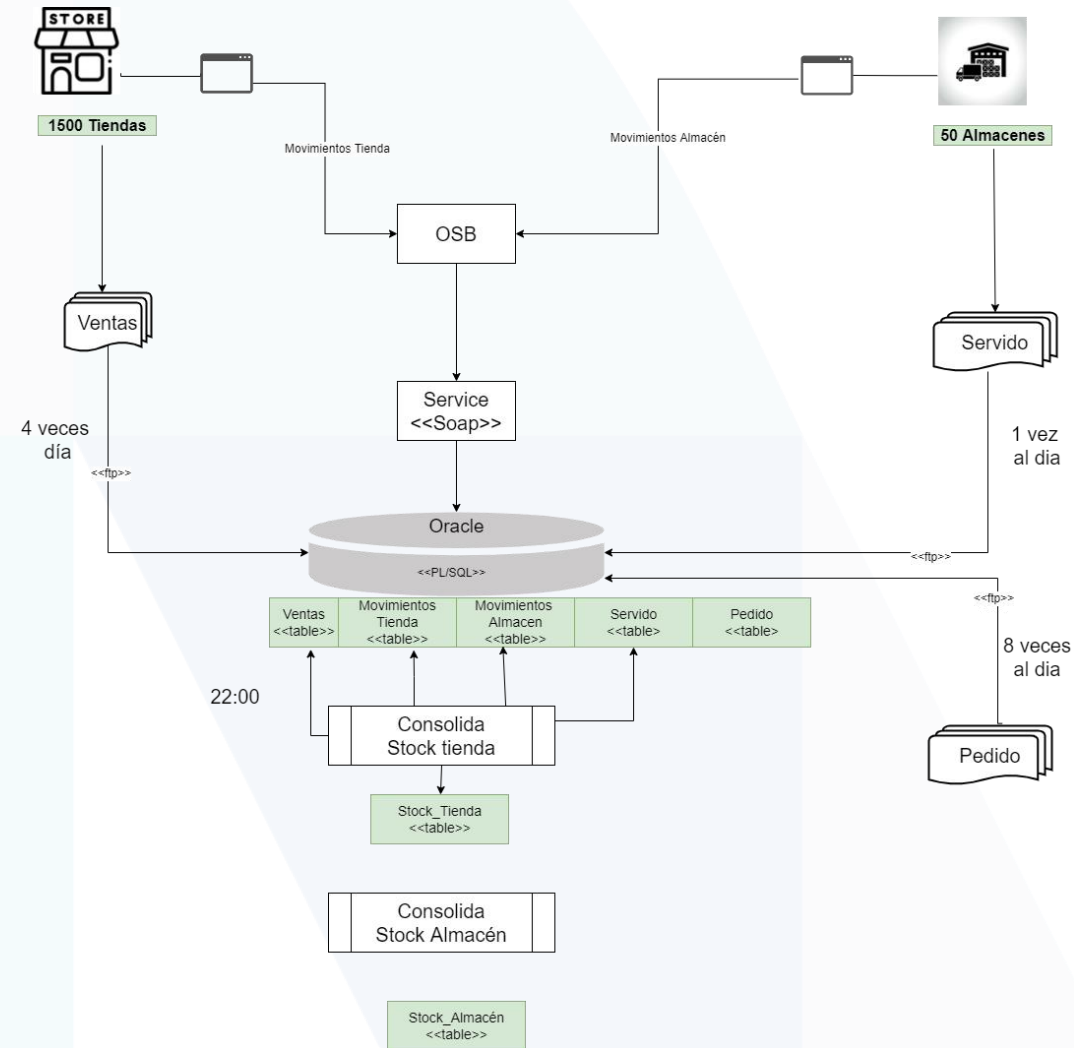 STORE
1500 Tiendas
50 Almacenes
Movimientos Tienda
Movimientos Almacén
OSB
Ventas
Servido
Service
<<Soap>>
4 veces
día
1 vez
al dia
<<ftp>>
Oracle
<<PL/SQL>>
<<ftp>>
<<ftp>>
Ventas
<<table>>
Movimientos
Tienda
<<table>>
Movimientos
Almacen
<<table>>
Servido
<<table>
Pedido
<<table>
8 veces
al dia
22:00
Consolida
Stock tienda
Pedido
Stock_Tienda
<<table>>
Consolida
Stock Almacén
Stock_Almacén
<<table>>